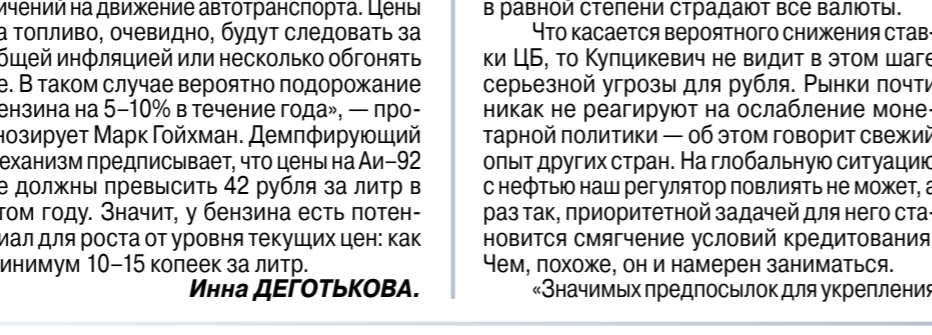 ичений на движение автотранспорта. Цены
а топливо, очевидно, будут следовать за
бщей инфляцией или несколько обгонять
е. В таком случае вероятно подорожание
ензина на 5–10% в течение года», — про-
нозирует Марк Гойхман. Демпфирующий
еханизм предписывает, что цены на Аи–92
е должны превысить 42 рубля за литр в
том году. Значит, у бензина есть потен-
иал для роста от уровня текущих цен: как
инимум 10–15 копеек за литр.
Инна ДЕГОТЬКОВА.
в равной степени страдают все валюты.
Что касается вероятного снижения став-
ки ЦБ, то Купцикевич не видит в этом шаге
серьезной угрозы для рубля. Рынки почти
никак не реагируют на ослабление моне-
тарной политики — об этом говорит свежий
опыт других стран. На глобальную ситуацию
с нефтью наш регулятор повлиять не может, а
раз так, приоритетной задачей для него ста-
новится смягчение условий кредитования.
Чем, похоже, он и намерен заниматься.
«Значимых предпосылок для укрепления